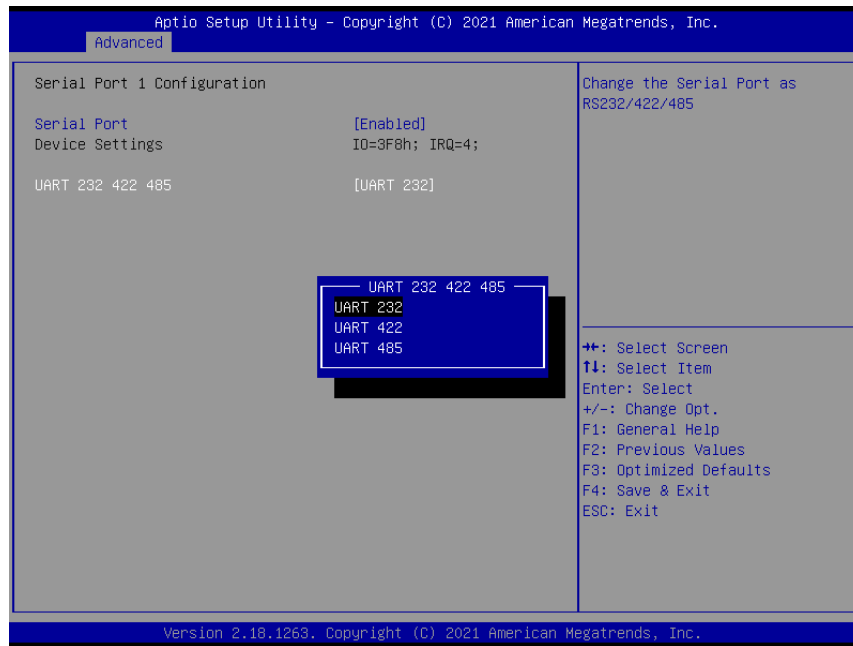 Aptio Setup Utility – Copyright (C) 2021 American Megatrends, Inc.
Advanced
Serial Port 1 Configuration
Serial Port [Enabled]
Device Settings IO=3F8h; IRQ=4;
UART 232 422 485 [UART 232]
UART 232 422 485
UART 232
UART 422
UART 485
Change the Serial Port as
RS232/422/485
→←: Select Screen
↑↓: Select Item
Enter: Select
+/-: Change Opt.
F1: General Help
F2: Previous Values
F3: Optimized Defaults
F4: Save & Exit
ESC: Exit
Version 2.18.1263. Copyright (C) 2021 American Megatrends, Inc.